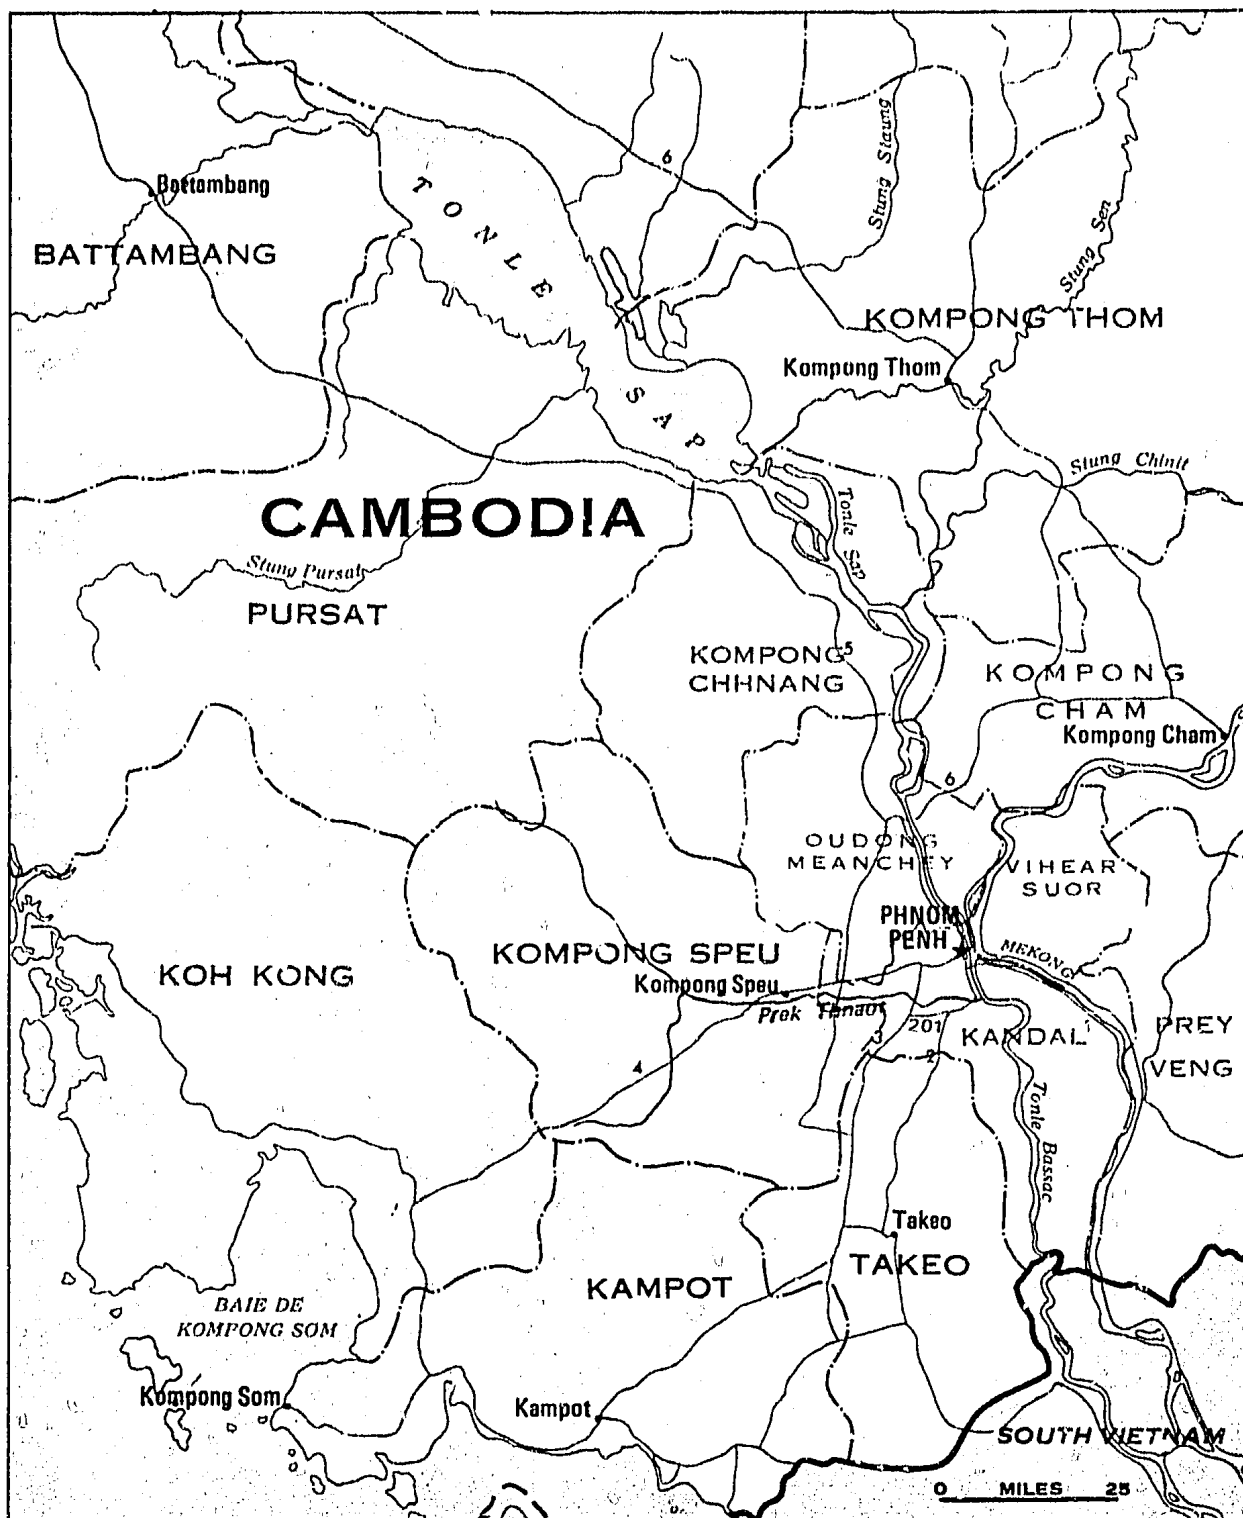 6
Stung Staung
Battambang
TONLE
Stung Sen
BATTAMBANG
KOMPONG THOM
Kompong Thom
SAP
Stung Chinit
CAMBODIA
Tonle Sap
Stung Pursat
PURSAT
KOMPONG
CHHNANG
5
KOMPONG
CHAM
Kompong Cham
6
OUDONG
MEANCHEY
VIHEAR
SUOR
PHNOM
PENH
MEKONG
KOMPONG SPEU
Kompong Speu
KOH KONG
Prek Thnaot
201
3
2
KANDAL
1
PREY
VENG
4
Tonle Bassac
Takeo
TAKEO
KAMPOT
BAIE DE
KOMPONG SOM
Kompong Som
Kampot
SOUTH VIETNAM
0 MILES 25